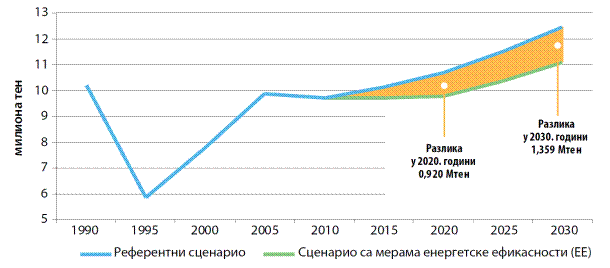 13
12
11
10
9
8
7
6
5
милиона тен
1990 1995 2000 2005 2010 2015 2020 2025 2030
Разлика
у 2020. години
0,920 Мтен
Разлика
у 2030. години
1,359 Мтен
Референтни сценарио Сценарио са мерама енергетске ефикасности (ЕЕ)